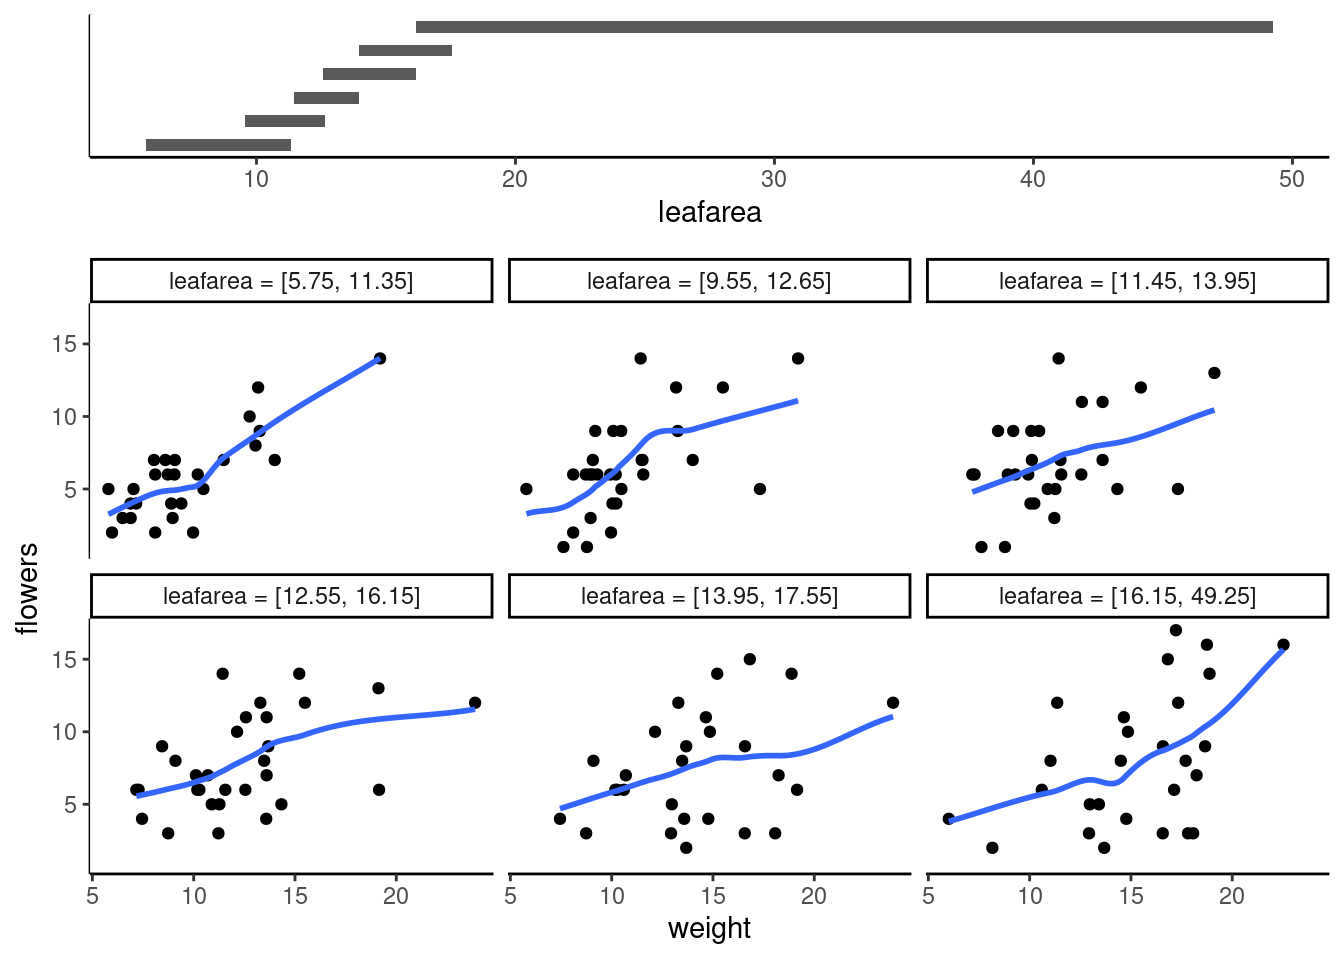 10 20 30 40 50
leafarea
leafarea = [5.75, 11.35] leafarea = [9.55, 12.65] leafarea = [11.45, 13.95]
15
10
5
flowers
leafarea = [12.55, 16.15] leafarea = [13.95, 17.55] leafarea = [16.15, 49.25]
15
10
5
5 10 15 20 5 10 15 20 5 10 15 20
weight